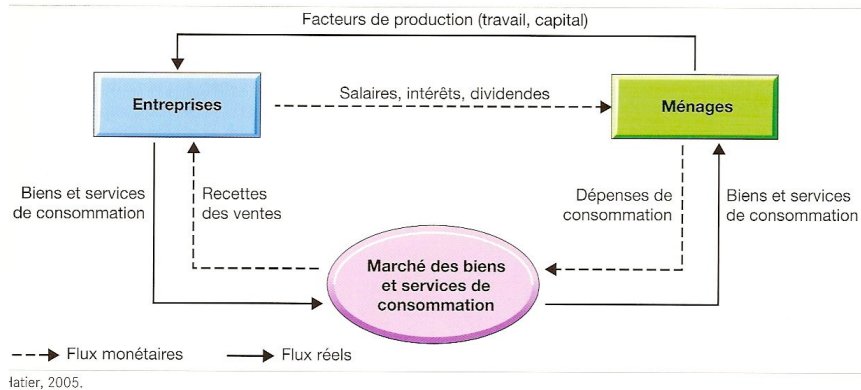 Facteurs de production (travail, capital)
Entreprises
Salaires, intérêts, dividendes
Ménages
Biens et services
de consommation
Recettes
des ventes
Dépenses de
consommation
Biens et services
de consommation
Marché des biens
et services de
consommation
Flux monétaires
Flux réels
latier, 2005.